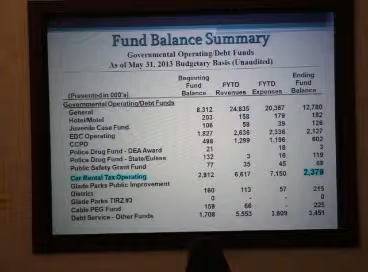 Fund Balance Summary
Governmental Operating/Debt Funds
As of May 31, 2013 Budgetary Basis (Unaudited)
Beginning Ending
Fund FYTD FYTD Fund
(Presented in 000's) Balance Revenues Expenses Balance
Governmental Operating/Debt Funds
General 8,312 24,835 20,367 12,780
Hotel/Motel 203 158 179 182
Juvenile Case Fund 106 59 39 126
EDC Operating 1,827 2,636 2,336 2,127
CCPD 498 1,299 1,196 602
Police Drug Fund - DEA Award 21 - 18 3
Police Drug Fund - State/Euless 132 3 16 119
Public Safety Grant Fund 77 35 45 68
Car Rental Tax Operating 2,912 6,617 7,150 2,379
Glade Parks Public Improvement
District 160 113 57 215
Glade Parks TIRZ #3 0 - - 0
Cable PEG Fund 159 66 - 225
Debt Service - Other Funds 1,708 5,553 3,809 3,451